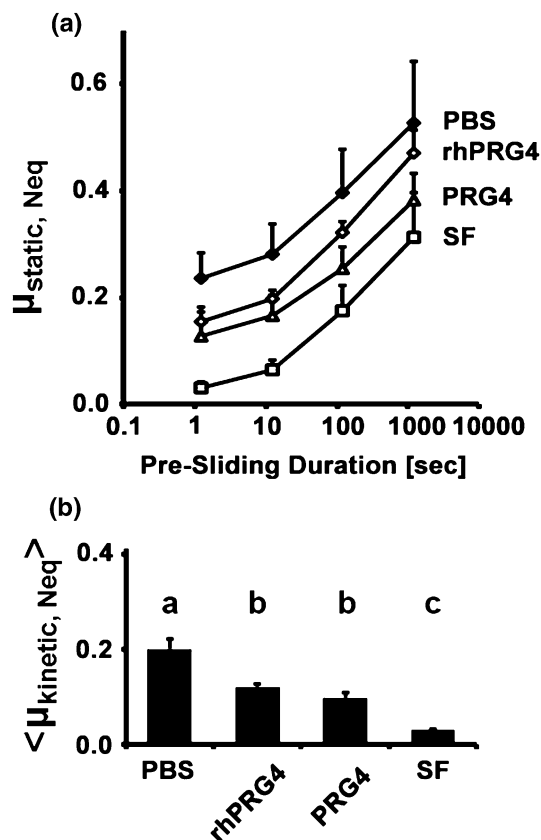 (a)
μstatic, Neq
0.6
0.4
0.2
0.0
PBS
rhPRG4
PRG4
SF
0.1 1 10 100 1000 10000
Pre-Sliding Duration [sec]
(b)
<μkinetic, Neq>
0.4
0.2
0.0
a b b c
PBS rhPRG4 PRG4 SF